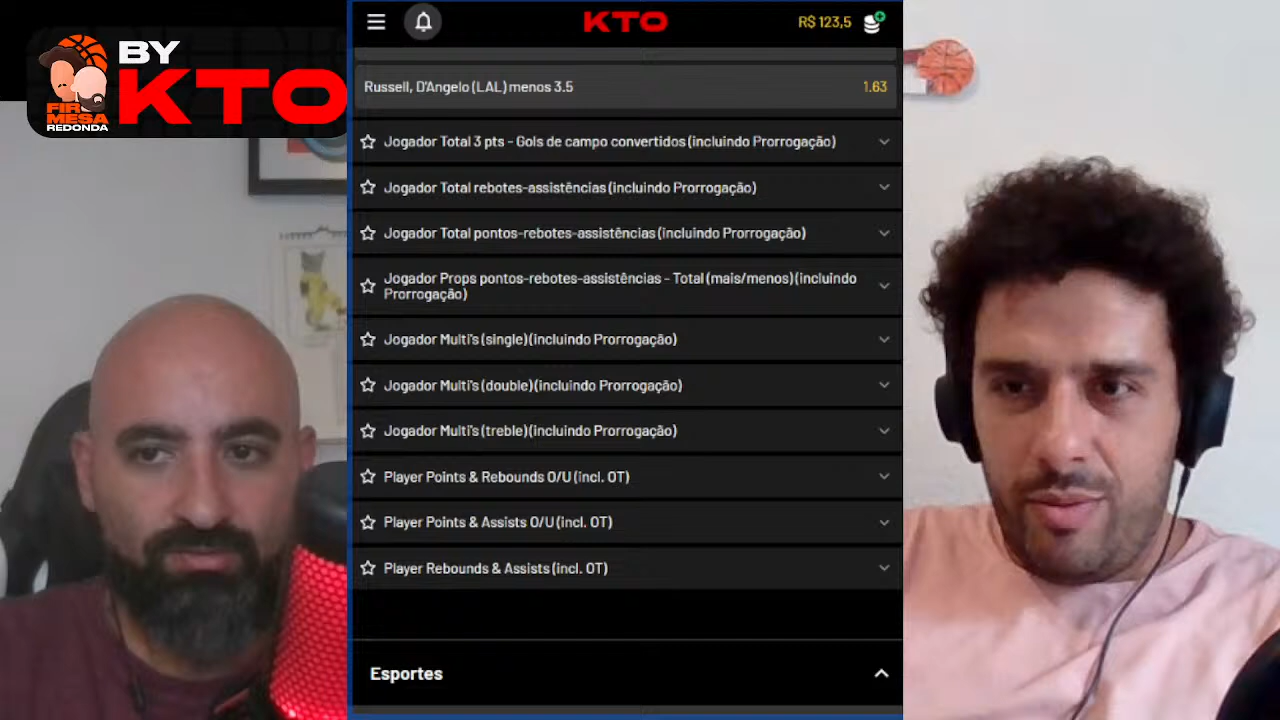 BY
KTO
FIR
MESA
REDONDA
KTO
R$ 123,5
Russell, D'Angelo (LAL) menos 3.5
1.63
Jogador Total 3 pts - Gols de campo convertidos (incluindo Prorrogação)
Jogador Total rebotes-assistências (incluindo Prorrogação)
Jogador Total pontos-rebotes-assistências (incluindo Prorrogação)
Jogador Props pontos-rebotes-assistências - Total (mais/menos) (incluindo
Prorrogação)
Jogador Multi's (single) (incluindo Prorrogação)
Jogador Multi's (double) (incluindo Prorrogação)
Jogador Multi's (treble) (incluindo Prorrogação)
Player Points & Rebounds O/U (incl. OT)
Player Points & Assists O/U (incl. OT)
Player Rebounds & Assists (incl. OT)
Esportes